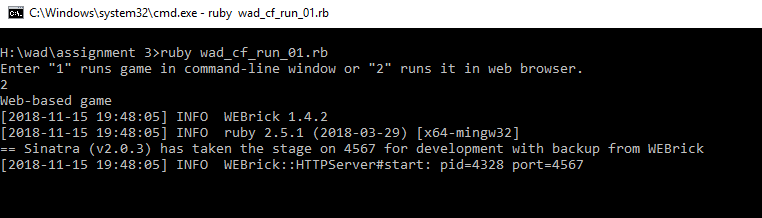 C:\Windows\system32\cmd.exe - ruby  wad_cf_run_01.rb
H:\wad\assignment 3>ruby wad_cf_run_01.rb
Enter "1" runs game in command-line window or "2" runs it in web browser.
2
Web-based game
[2018-11-15 19:48:05] INFO  WEBrick 1.4.2
[2018-11-15 19:48:05] INFO  ruby 2.5.1 (2018-03-29) [x64-mingw32]
== Sinatra (v2.0.3) has taken the stage on 4567 for development with backup from WEBrick
[2018-11-15 19:48:05] INFO  WEBrick::HTTPServer#start: pid=4328 port=4567